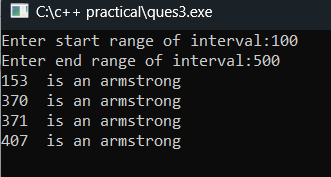 C:\c++ practical\ques3.exe
Enter start range of interval:100
Enter end range of interval:500
153  is an armstrong
370  is an armstrong
371  is an armstrong
407  is an armstrong